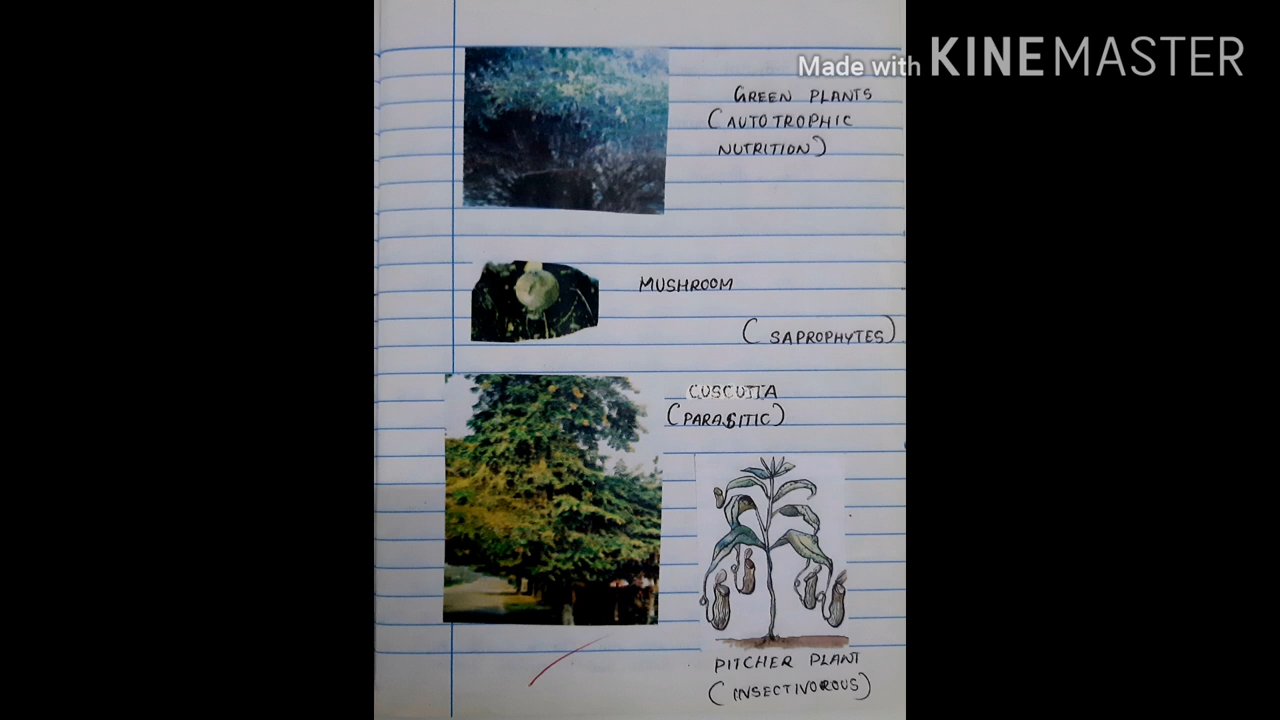 Made with KINEMASTER
GREEN PLANTS
(AUTOTROPHIC
NUTRITION)
MUSHROOM
(SAPROPHYTES)
CUSCUTTA
(PARASITIC)
PITCHER PLANT
(INSECTIVOROUS)